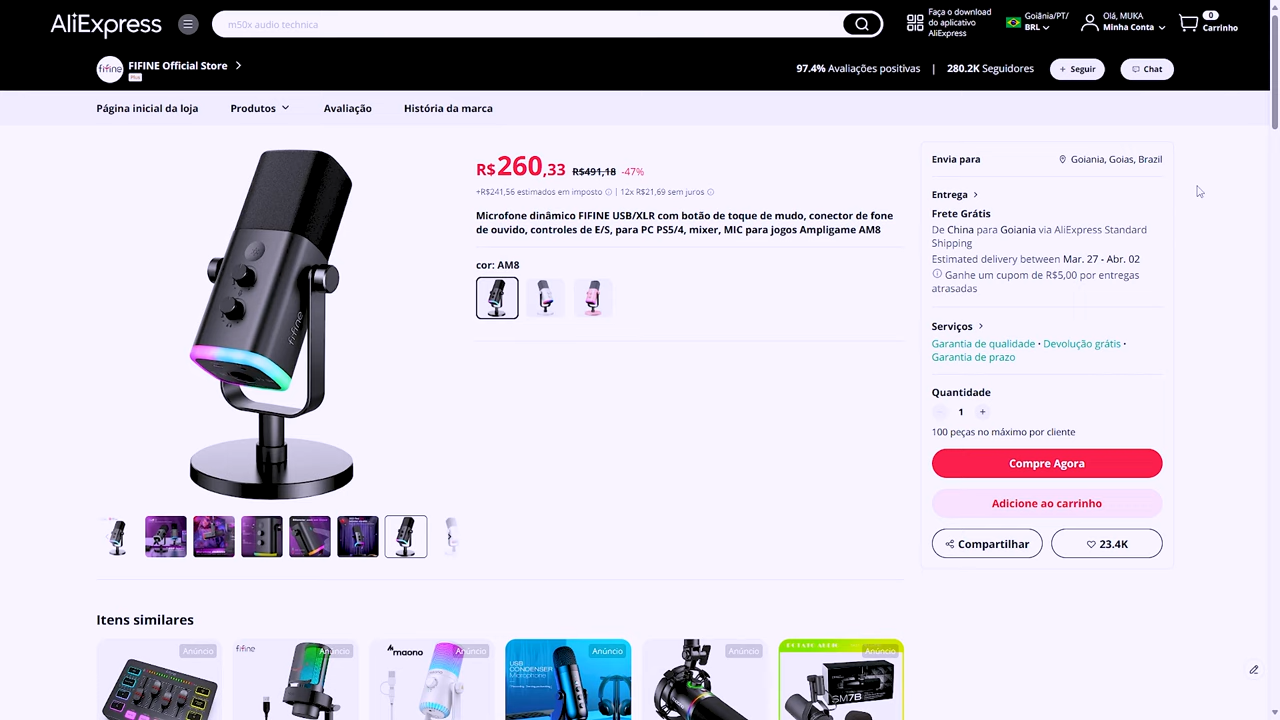 AliExpress
m50x audio technica
Faça o download
do aplicativo
AliExpress
Goiânia/PT/
BRL
Olá, MUKA
Minha Conta
0
Carrinho
fifine
FIFINE Official Store
Plus
97.4% Avaliações positivas | 280.2K Seguidores
+ Seguir
Chat
Página inicial da loja
Produtos
Avaliação
História da marca
fifine
R$260,33 R$491,18 -47%
+R$241,56 estimados em imposto | 12x R$21,69 sem juros
Microfone dinâmico FIFINE USB/XLR com botão de toque de mudo, conector de fone
de ouvido, controles de E/S, para PC PS5/4, mixer, MIC para jogos Ampligame AM8
cor: AM8
Envia para
Goiania, Goias, Brazil
Entrega
Frete Grátis
De China para Goiania via AliExpress Standard
Shipping
Estimated delivery between Mar. 27 - Abr. 02
Ganhe um cupom de R$5,00 por entregas
atrasadas
Serviços
Garantia de qualidade • Devolução grátis •
Garantia de prazo
Quantidade
- 1 +
100 peças no máximo por cliente
Compre Agora
Adicione ao carrinho
Compartilhar
23.4K
Itens similares
Anúncio
fifine
Anúncio
maono
Anúncio
USB
CONDENSER
Microphone
Anúncio
Anúncio
Anúncio
SM7B